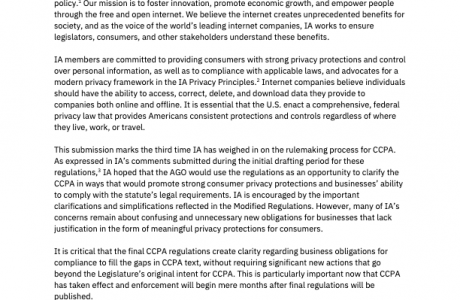 policy.¹ Our mission is to foster innovation, promote economic growth, and empower people
through the free and open internet. We believe the internet creates unprecedented benefits for
society, and as the voice of the world's leading internet companies, IA works to ensure
legislators, consumers, and other stakeholders understand these benefits.
IA members are committed to providing consumers with strong privacy protections and control
over personal information, as well as to compliance with applicable laws, and advocates for a
modern privacy framework in the IA Privacy Principles.² Internet companies believe individuals
should have the ability to access, correct, delete, and download data they provide to
companies both online and offline. It is essential that the U.S. enact a comprehensive, federal
privacy law that provides Americans consistent protections and controls regardless of where
they live, work, or travel.
This submission marks the third time IA has weighed in on the rulemaking process for CCPA.
As expressed in IA's comments submitted during the initial drafting period for these
regulations,³ IA hoped that the AGO would use the regulations as an opportunity to clarify the
CCPA in ways that would promote strong consumer privacy protections and businesses' ability
to comply with the statute's legal requirements. IA is encouraged by the important
clarifications and simplifications reflected in the Modified Regulations. However, many of IA's
concerns remain about confusing and unnecessary new obligations for businesses that lack
justification in the form of meaningful privacy protections for consumers.
It is critical that the final CCPA regulations create clarity regarding business obligations for
compliance to fill the gaps in CCPA text, without requiring significant new actions that go
beyond the Legislature's original intent for CCPA. This is particularly important now that CCPA
has taken effect and enforcement will begin mere months after final regulations will be
published.